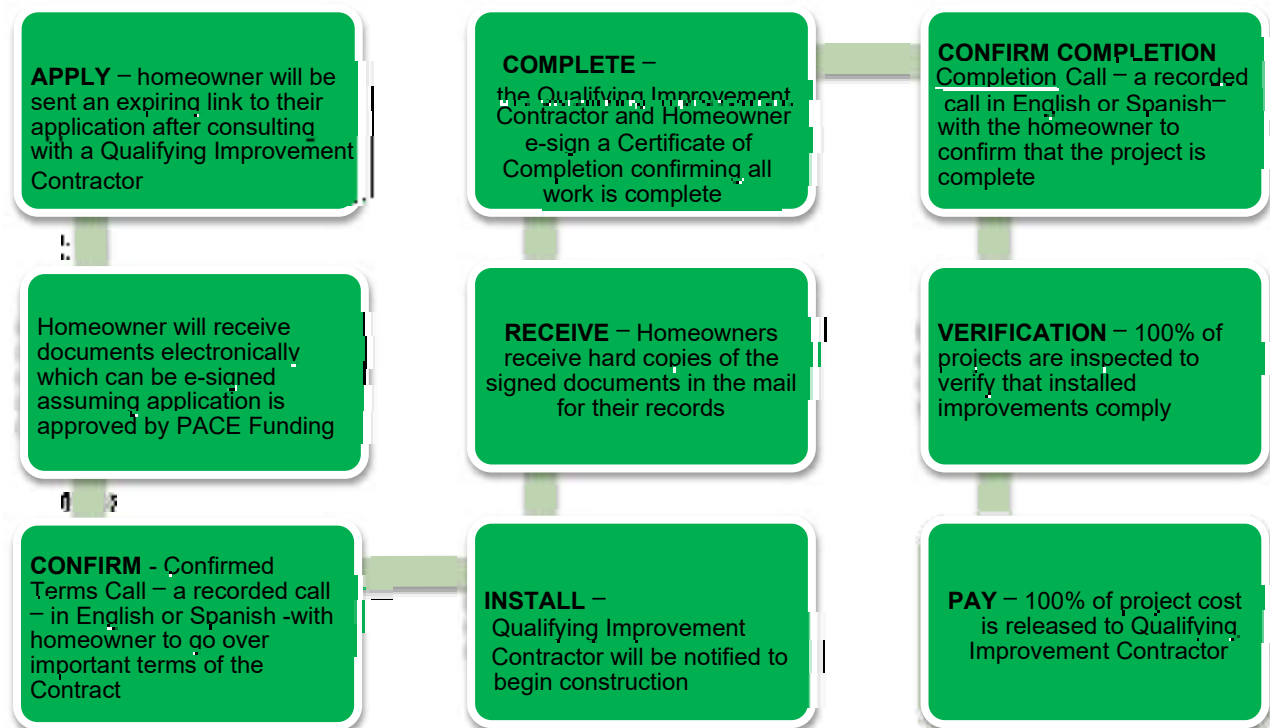 APPLY – homeowner will be
sent an expiring link to their
application after consulting
with a Qualifying Improvement
Contractor
Homeowner will receive
documents electronically
which can be e-signed
assuming application is
approved by PACE Funding
CONFIRM - Confirmed
Terms Call – a recorded call
– in English or Spanish -with
homeowner to go over
important terms of the
Contract
INSTALL –
Qualifying Improvement
Contractor will be notified to
begin construction
RECEIVE – Homeowners
receive hard copies of the
signed documents in the mail
for their records
COMPLETE –
the Qualifying Improvement
Contractor and Homeowner
e-sign a Certificate of
Completion confirming all
work is complete
CONFIRM COMPLETION
Completion Call – a recorded
call in English or Spanish–
with the homeowner to
confirm that the project is
complete
VERIFICATION – 100% of
projects are inspected to
verify that installed
improvements comply
PAY – 100% of project cost
is released to Qualifying
Improvement Contractor